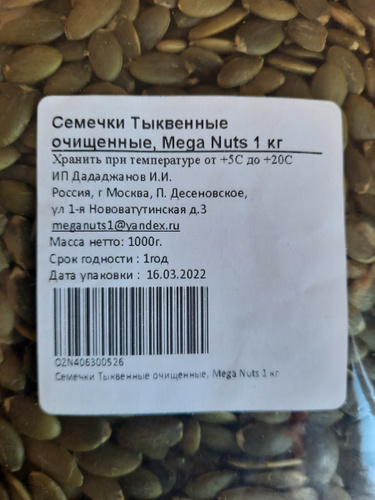 Семечки Тыквенные
очищенные, Mega Nuts 1 кг
Хранить при температуре от +5С до +20С
ИП Дададжанов И.И.
Россия, г Москва, П. Десеновское,
ул 1-я Нововатутинская д.3
meganuts1@yandex.ru
Масса нетто: 1000г.
Срок годности : 1год
Дата упаковки : 16.03.2022
OZN406300526
Семечки Тыквенные очищенные, Mega Nuts 1 кг